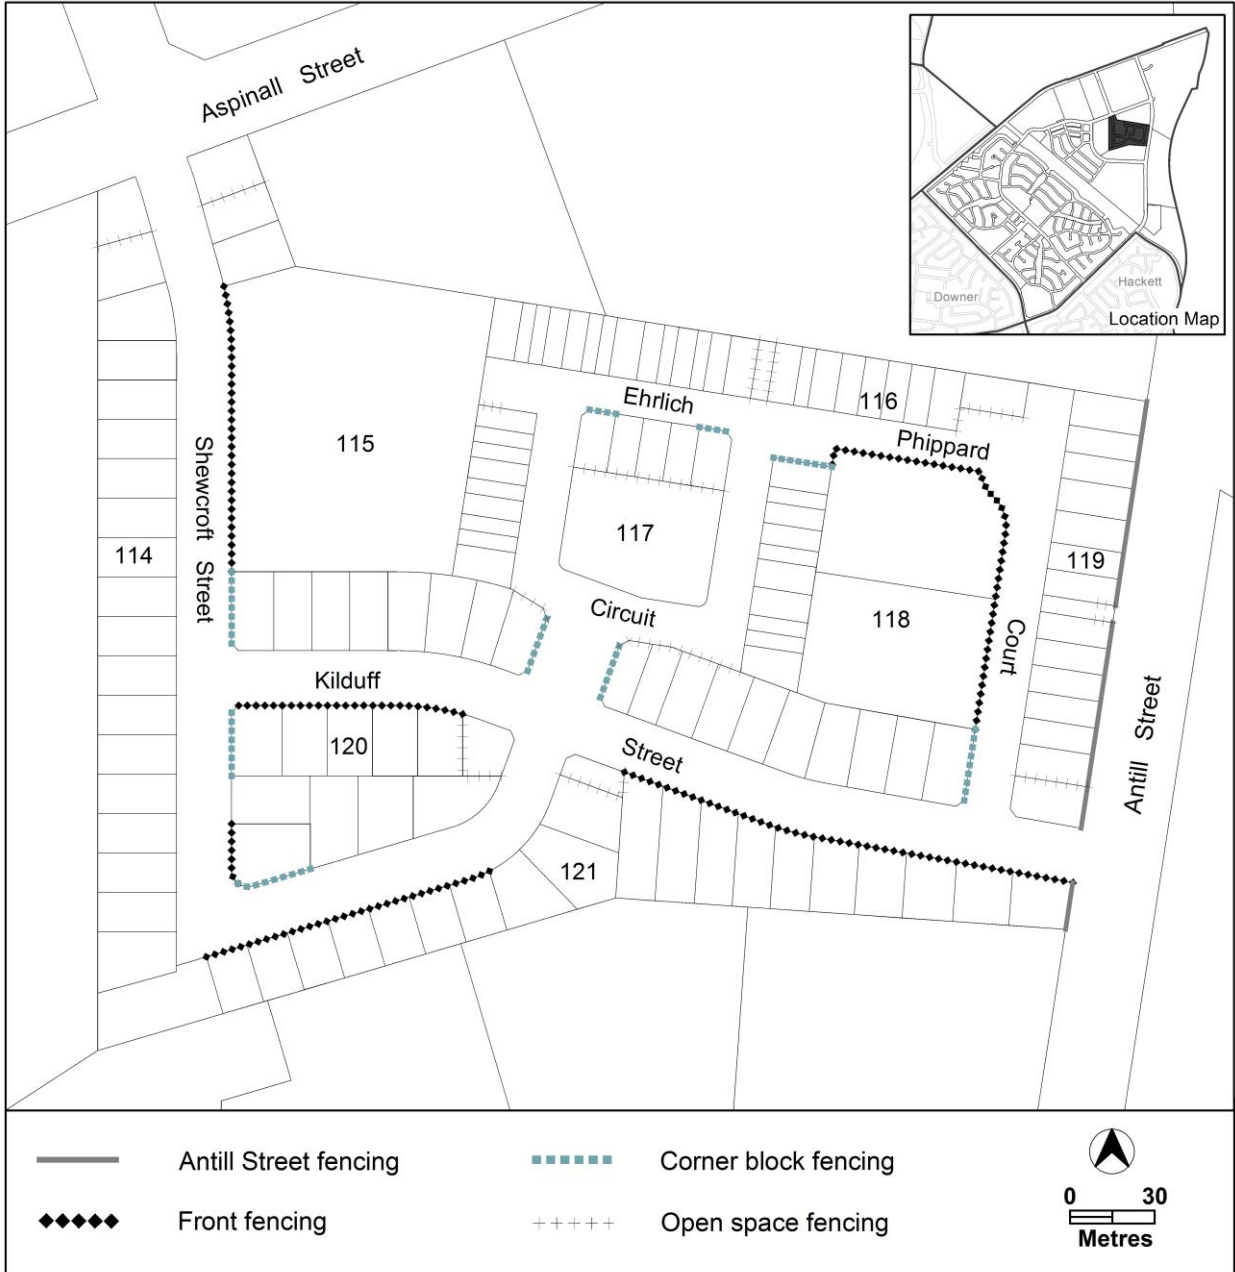 Aspinall Street
Downer
Hackett
Location Map
Ehrlich
116
Phippard
115
Shewcroft Street
114
117
119
Circuit
118
Court
Kilduff
120
Street
Antill Street
121
Antill Street fencing
Corner block fencing
Front fencing
Open space fencing
0 30
Metres